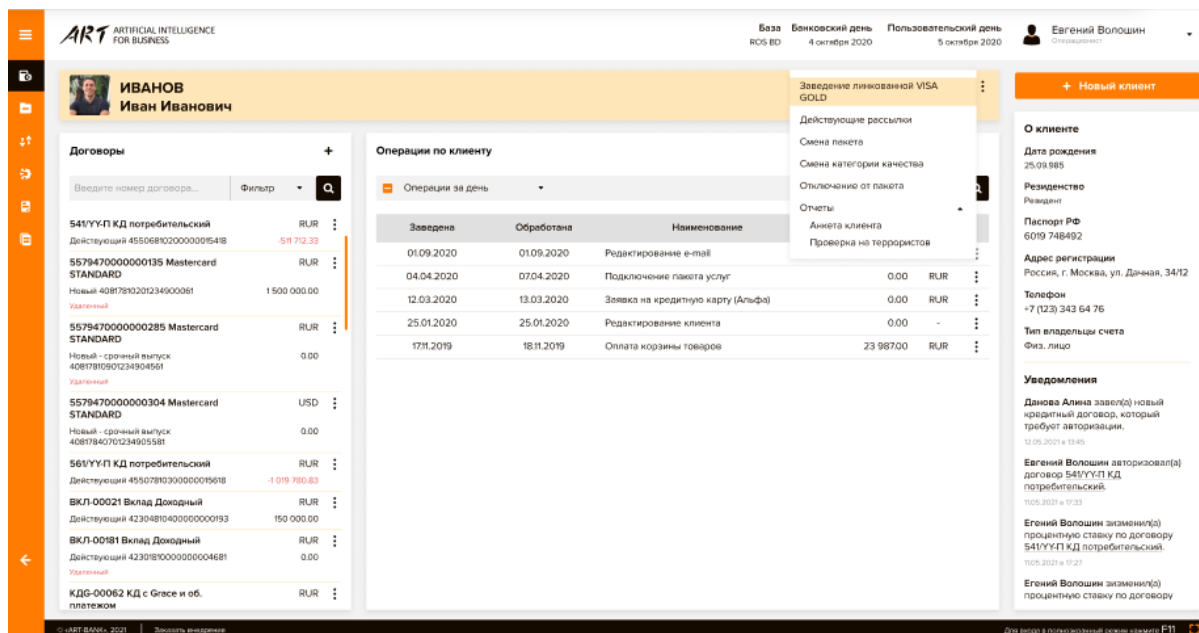 ART ARTIFICIAL INTELLIGENCE
FOR BUSINESS
База Банковский день Пользовательский день
ROS BD 4 октября 2020 5 октября 2020
Евгений Волошин
Операционист
ИВАНОВ
Иван Иванович
Заведение линкованной VISA
GOLD
Действующие рассылки
Смена пакета
Смена категории качества
Отключение от пакета
Отчеты
Анкета клиента
Проверка на террористов
+ Новый клиент
Договоры +
Введите номер договора... Фильтр
541/YY-П КД потребительский RUR
Действующий 45506810200000015418 -511 712.33
5579470000000135 Mastercard RUR
STANDARD
Новый 40817810201234900061 1 500 000.00
Удаленный
5579470000000285 Mastercard RUR
STANDARD
Новый - срочный выпуск 0.00
40817810901234904561
Удаленный
5579470000000304 Mastercard USD
STANDARD
Новый - срочный выпуск 0.00
40817840701234905581
561/YY-П КД потребительский RUR
Действующий 45507810300000015618 -1 019 780.83
ВКЛ-00021 Вклад Доходный RUR
Действующий 42304810400000000193 150 000.00
ВКЛ-00181 Вклад Доходный RUR
Действующий 42301810000000004681 0.00
Удаленный
КДG-00062 КД с Grace и об. RUR
платежом
Операции по клиенту
Операции за день
Заведена Обработана Наименование
01.09.2020 01.09.2020 Редактирование e-mail
04.04.2020 07.04.2020 Подключение пакета услуг 0.00 RUR
12.03.2020 13.03.2020 Заявка на кредитную карту (Альфа) 0.00 RUR
25.01.2020 25.01.2020 Редактирование клиента 0.00 -
17.11.2019 18.11.2019 Оплата корзины товаров 23 987.00 RUR
О клиенте
Дата рождения
25.09.985
Резидентство
Резидент
Паспорт РФ
6019 748492
Адрес регистрации
Россия, г. Москва, ул. Дачная, 34/12
Телефон
+7 (123) 343 64 76
Тип владельцы счета
Физ. лицо
Уведомления
Данова Алина завел(а) новый
кредитный договор, который
требует авторизации.
12.05.2021 в 13:45
Евгений Волошин авторизовал(а)
договор 541/YY-П КД
потребительский.
11.05.2021 в 17:33
Егений Волошин зизменил(а)
процентную ставку по договору
541/YY-П КД потребительский.
11.05.2021 в 17:27
Егений Волошин зизменил(а)
процентную ставку по договору
© «ART-BANK», 2021 Заказать внедрение
Для входа в полноэкранный режим нажмите F11